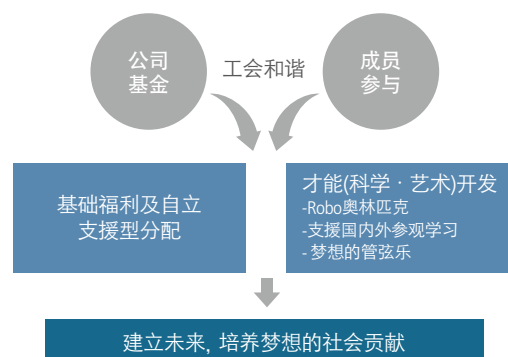 公司
基金
工会和谐
成员
参与
基础福利及自立
支援型分配
才能(科学 · 艺术)开发
-Robo奥林匹克
-支援国内外参观学习
- 梦想的管弦乐
建立未来, 培养梦想的社会贡献